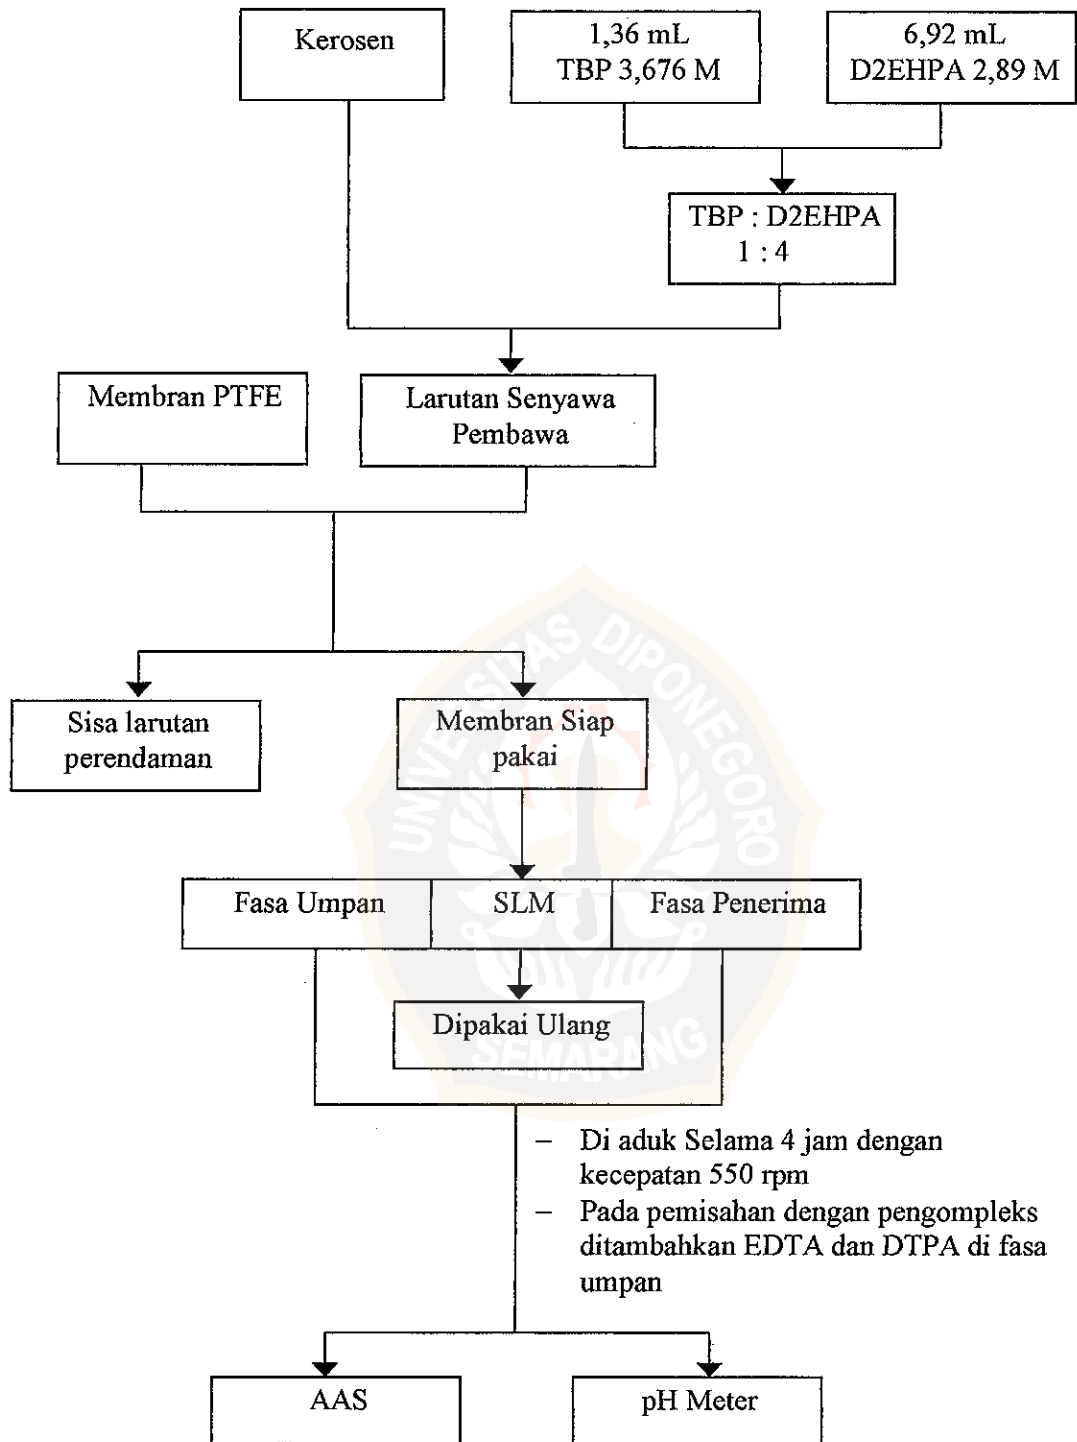 Kerosen
1,36 mL
TBP 3,676 M
6,92 mL
D2EHPA 2,89 M
TBP : D2EHPA
1 : 4
Membran PTFE
Larutan Senyawa
Pembawa
Sisa larutan
perendaman
Membran Siap
pakai
Fasa Umpan
SLM
Fasa Penerima
Dipakai Ulang
– Di aduk Selama 4 jam dengan
kecepatan 550 rpm
– Pada pemisahan dengan pengompleks
ditambahkan EDTA dan DTPA di fasa
umpan
AAS
pH Meter
UNIVERSITAS DIPONEGORO
SEMARANG